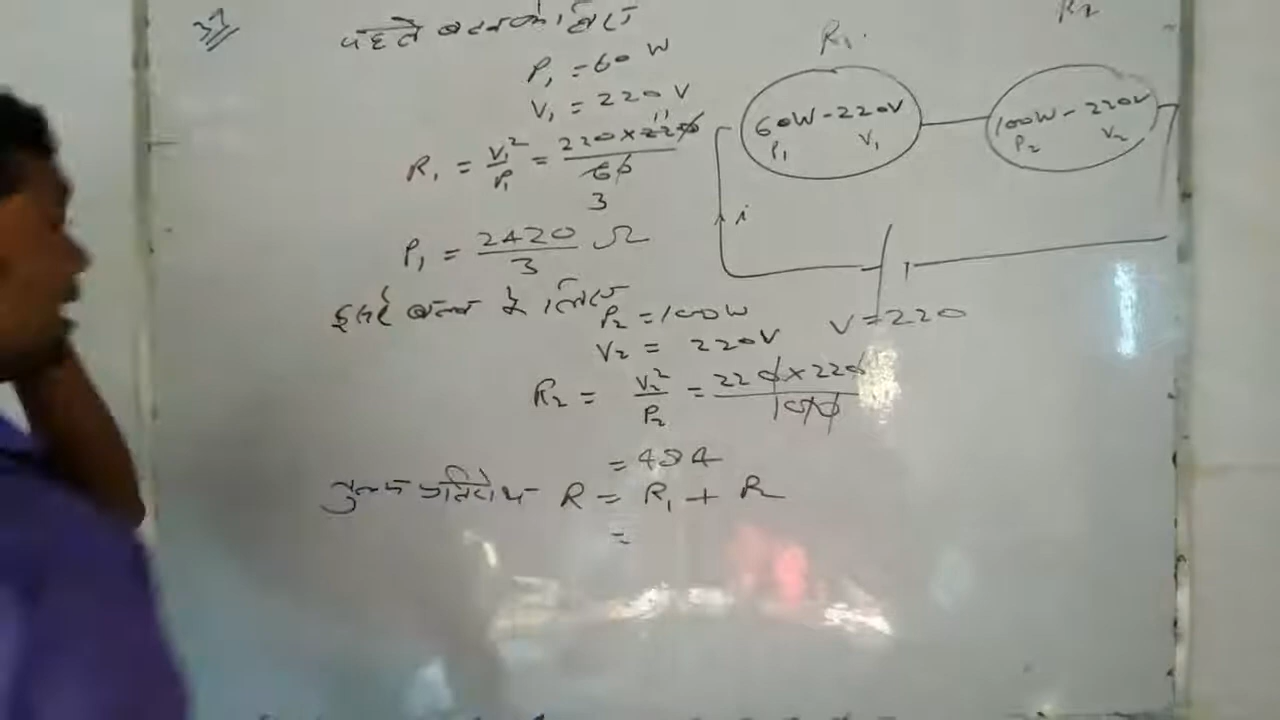 37
पहले बल्ब के लिए
P₁ = 60 W
V₁ = 220 V
R₁ = V₁²/P₁ = 220 × 220/60
11
3
P₁ = 2420/3 Ω
दूसरे बल्ब के लिए
P₂ = 100W
V₂ = 220V
R₂ = V₂²/P₂ = 220 × 220/100
= 484
तुल्य प्रतिरोध R = R₁ + R₂
=
R₁
R₂
60W - 220V
P₁ V₁
100W - 220V
P₂ V₂
i
V = 220